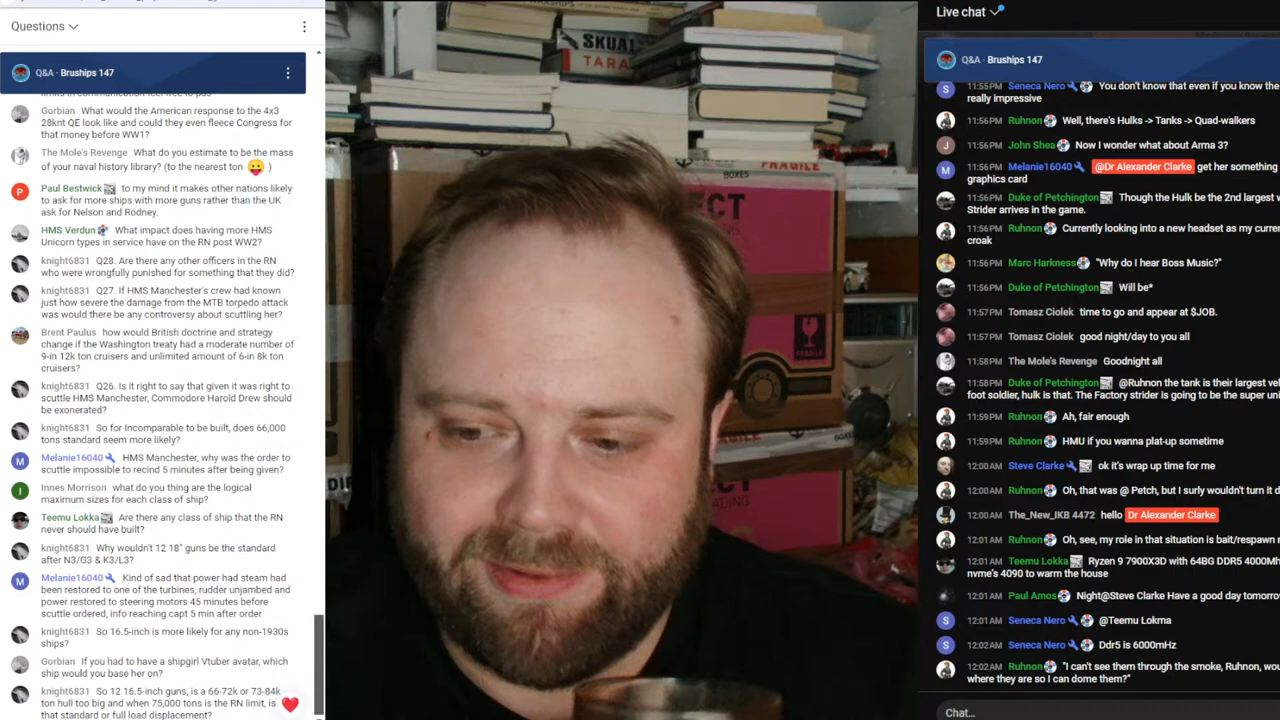 Questions
Q&A · Bruships 147
Gorbian What would the American response to the 4x3
28knt QE look like and could they even fleece Congress for
that money before WW1?
The Mole's Revenge What do you estimate to be the mass
of your naval history library? (to the nearest ton 😛 )
Paul Bestwick to my mind it makes other nations likely
to ask for more ships with more guns rather than the UK
ask for Nelson and Rodney.
HMS Verdun What impact does having more HMS
Unicorn types in service have on the RN post WW2?
knight6831 Q28. Are there any other officers in the RN
who were wrongfully punished for something that they did?
knight6831 Q27. If HMS Manchester's crew had known
just how severe the damage from the MTB torpedo attack
was would there be any controversy about scuttling her?
Brent Paulus how would British doctrine and strategy
change if the Washington treaty had a moderate number of
9-in 12k ton cruisers and unlimited amount of 6-in 8k ton
cruisers?
knight6831 Q26. Is it right to say that given it was right to
scuttle HMS Manchester, Commodore Harold Drew should
be exonerated?
knight6831 So for Incomparable to be built, does 66,000
tons standard seem more likely?
Melanie16040 HMS Manchester, why was the order to
scuttle impossible to recind 5 minutes after being given?
Innes Morrison what do you thing are the logical
maximum sizes for each class of ship?
Teemu Lokka Are there any class of ship that the RN
never should have built?
knight6831 Why wouldn't 12 18" guns be the standard
after N3/G3 & K3/L3?
Melanie16040 Kind of sad that power had steam had
been restored to one of the turbines, rudder unjambed and
power restored to steering motors 45 minutes before
scuttle ordered, info reaching capt 5 min after order
knight6831 So 16.5-inch is more likely for any non-1930s
ships?
Gorbian If you had to have a shipgirl Vtuber avatar, which
ship would you base her on?
knight6831 So 12 16.5-inch guns, is a 66-72k or 73-84k
ton hull too big and when 75,000 tons is the RN limit, is
that standard or full load displacement?
SKUA
TARA
FRAGILE
BOXES
FRAGILE
Live chat
Q&A · Bruships 147
11:55PM Seneca Nero You don't know that even if you know the
really impressive
11:56PM Ruhnon Well, there's Hulks -> Tanks -> Quad-walkers
11:56PM John Shea Now I wonder what about Arma 3?
11:56PM Melanie16040 @Dr Alexander Clarke get her something
graphics card
11:56PM Duke of Petchington Though the Hulk be the 2nd largest
Strider arrives in the game.
11:56PM Ruhnon Currently looking into a new headset as my curre
croak
11:56PM Marc Harkness "Why do I hear Boss Music?"
11:56PM Duke of Petchington Will be*
11:57PM Tomasz Ciolek time to go and appear at $JOB.
11:57PM Tomasz Ciolek good night/day to you all
11:58PM The Mole's Revenge Goodnight all
11:58PM Duke of Petchington @Ruhnon the tank is their largest ve
foot soldier, hulk is that. The Factory strider is going to be the super un
11:59PM Ruhnon Ah, fair enough
11:59PM Ruhnon HMU if you wanna plat-up sometime
12:00AM Steve Clarke ok it's wrap up time for me
12:00AM Ruhnon Oh, that was @ Petch, but I surly wouldn't turn it d
12:00AM The_New_IKB 4472 hello Dr Alexander Clarke
12:01AM Ruhnon Oh, see, my role in that situation is bait/respawn
12:01AM Teemu Lokka Ryzen 9 7900X3D with 64BG DDR5 4000Mh
nvme's 4090 to warm the house
12:01AM Paul Amos Night@Steve Clarke Have a good day tomorro
12:01AM Seneca Nero @Teemu Lokma
12:02AM Seneca Nero Ddr5 is 6000mHz
12:02AM Ruhnon "I can't see them through the smoke, Ruhnon, wou
where they are so I can dome them?"
Chat...